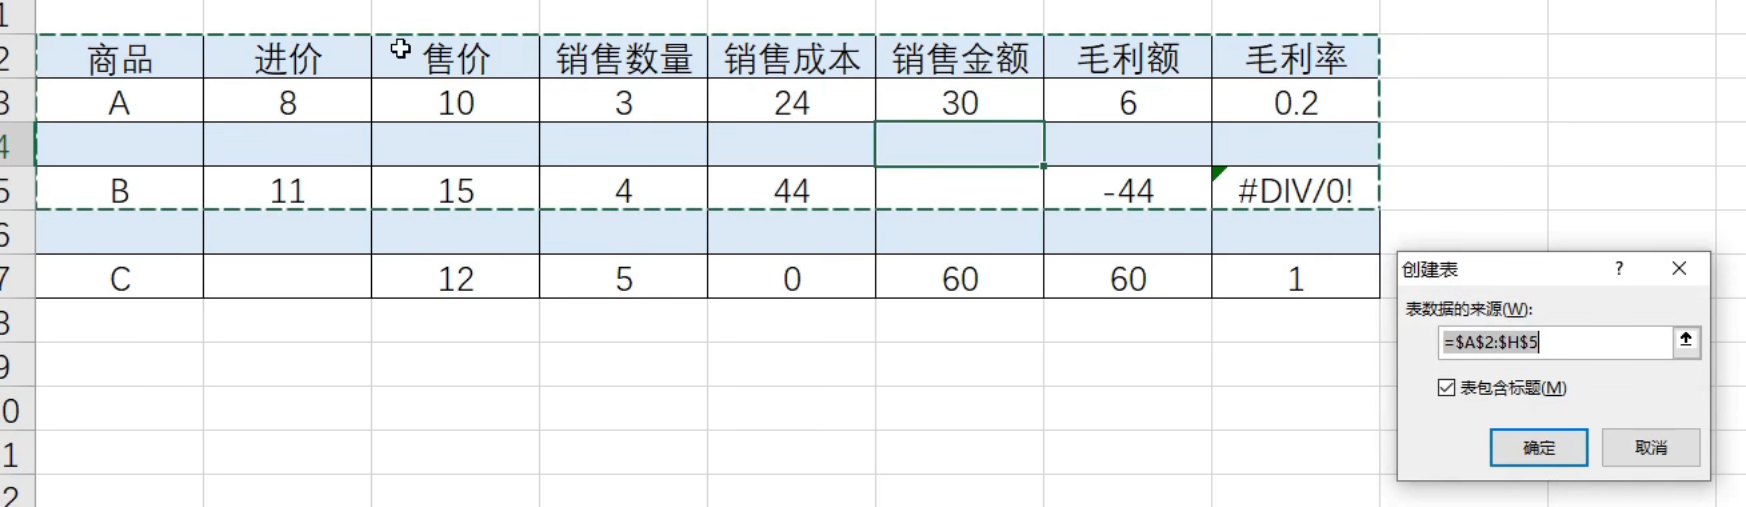 1
2 商品 进价 售价 销售数量 销售成本 销售金额 毛利额 毛利率
3 A 8 10 3 24 30 6 0.2
4
5 B 11 15 4 44 -44 #DIV/0!
6
7 C 12 5 0 60 60 1
8
9
0
1
2
创建表 ?
表数据的来源(W):
=$A$2:$H$5
表包含标题(M)
确定 取消